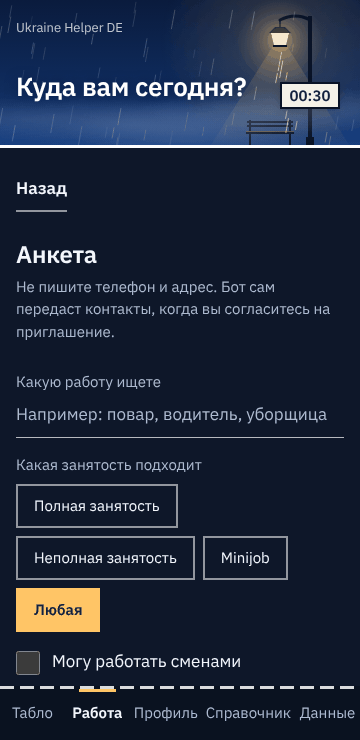 Ukraine Helper DE
Куда вам сегодня?
00:30
Назад
Анкета
Не пишите телефон и адрес. Бот сам
передаст контакты, когда вы согласитесь на
приглашение.
Какую работу ищете
Например: повар, водитель, уборщица
Какая занятость подходит
Полная занятость
Неполная занятость
Minijob
Любая
Могу работать сменами
Табло
Работа
Профиль
Справочник
Данные